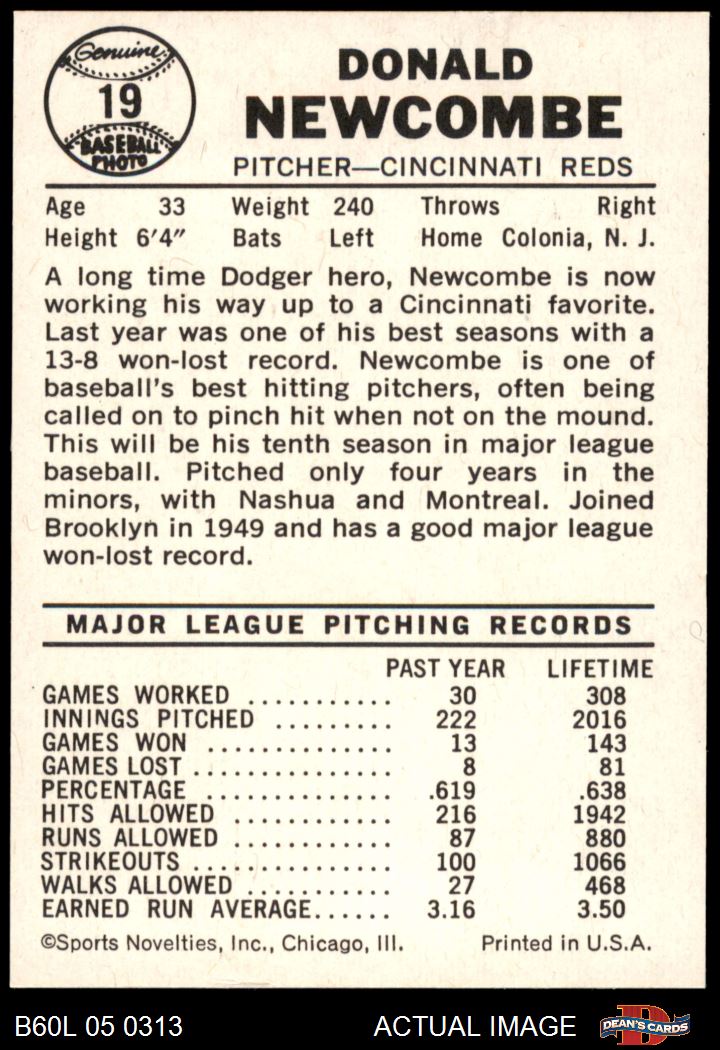 Genuine
19
BASEBALL
PHOTO
DONALD
NEWCOMBE
PITCHER—CINCINNATI REDS
Age 33 Weight 240 Throws Right
Height 6'4" Bats Left Home Colonia, N. J.
A long time Dodger hero, Newcombe is now
working his way up to a Cincinnati favorite.
Last year was one of his best seasons with a
13-8 won-lost record. Newcombe is one of
baseball's best hitting pitchers, often being
called on to pinch hit when not on the mound.
This will be his tenth season in major league
baseball. Pitched only four years in the
minors, with Nashua and Montreal. Joined
Brooklyn in 1949 and has a good major league
won-lost record.
MAJOR LEAGUE PITCHING RECORDS
PAST YEAR LIFETIME
GAMES WORKED ........... 30 308
INNINGS PITCHED ......... 222 2016
GAMES WON .............. 13 143
GAMES LOST ............... 8 81
PERCENTAGE .............. .619 .638
HITS ALLOWED ............ 216 1942
RUNS ALLOWED ............ 87 880
STRIKEOUTS ............... 100 1066
WALKS ALLOWED ........... 27 468
EARNED RUN AVERAGE...... 3.16 3.50
©Sports Novelties, Inc., Chicago, Ill. Printed in U.S.A.
B60L 05 0313 ACTUAL IMAGE D DEAN'S CARDS